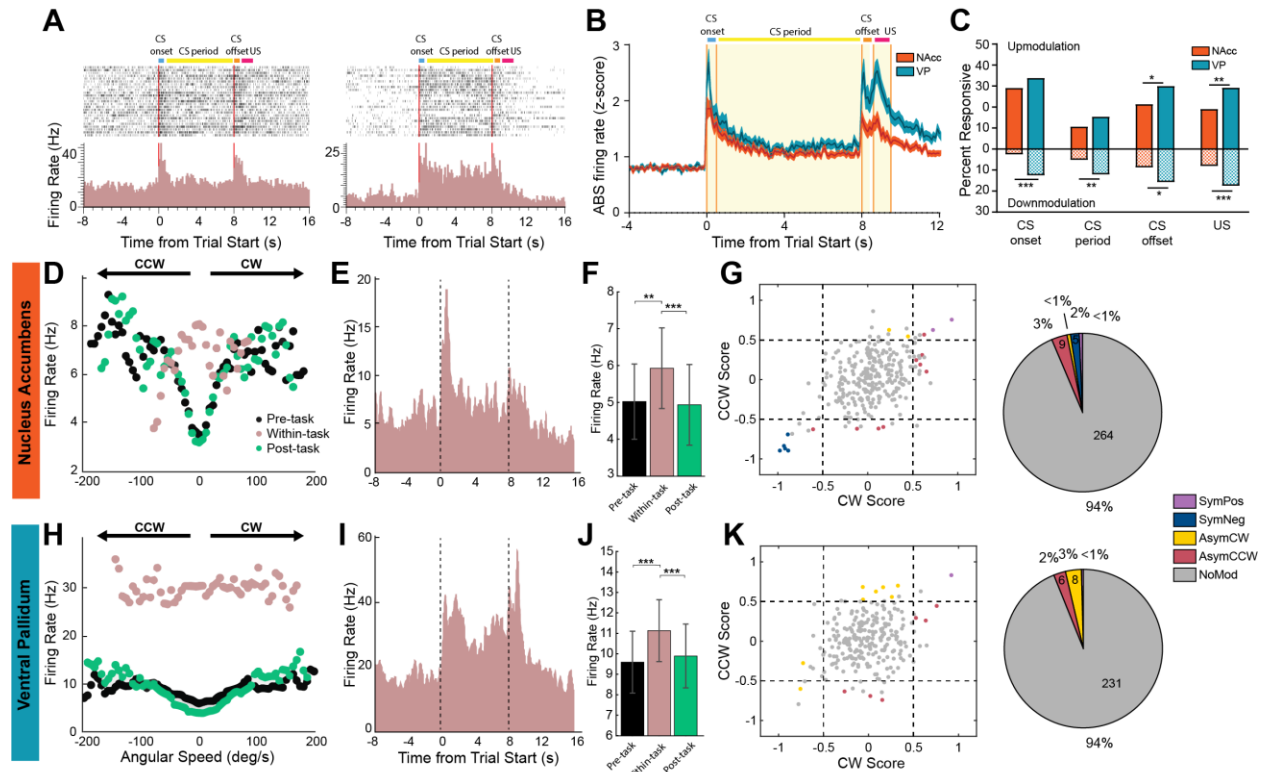 A
CS onset
CS period
CS offset
US
Firing Rate (Hz)
40
0
-8
-4
0
4
8
12
16
Time from Trial Start (s)
CS onset
CS period
CS offset
US
25
0
-8
-4
0
4
8
12
16
Time from Trial Start (s)
B
CS onset
CS period
CS offset
US
ABS firing rate (z-score)
3
2
1
0
NAcc
VP
-4
0
4
8
12
Time from Trial Start (s)
C
Percent Responsive
50
40
30
20
10
0
10
20
30
Upmodulation
Downmodulation
NAcc
VP
*
**
***
**
*
***
CS onset
CS period
CS offset
US
Nucleus Accumbens
D
CCW
CW
Firing Rate (Hz)
10
8
6
4
2
Pre-task
Within-task
Post-task
-200
-100
0
100
200
E
Firing Rate (Hz)
20
15
10
5
0
-8
-4
0
4
8
12
16
Time from Trial Start (s)
F
Firing Rate (Hz)
8
7
6
5
4
3
**
***
Pre-task
Within-task
Post-task
G
CCW Score
1
0.5
0
-0.5
-1
-1
-0.5
0
0.5
1
CW Score
<1%
3%
2%
<1%
9
264
94%
Ventral Pallidum
H
CCW
CW
Firing Rate (Hz)
40
30
20
10
0
-200
-100
0
100
200
Angular Speed (deg/s)
I
Firing Rate (Hz)
60
40
20
0
-8
-4
0
4
8
12
16
Time from Trial Start (s)
J
Firing Rate (Hz)
15
14
13
12
11
10
9
8
7
6
***
***
Pre-task
Within-task
Post-task
K
CCW Score
1
0.5
0
-0.5
-1
-1
-0.5
0
0.5
1
CW Score
2%
3%
<1%
6
8
231
94%
SymPos
SymNeg
AsymCW
AsymCCW
NoMod